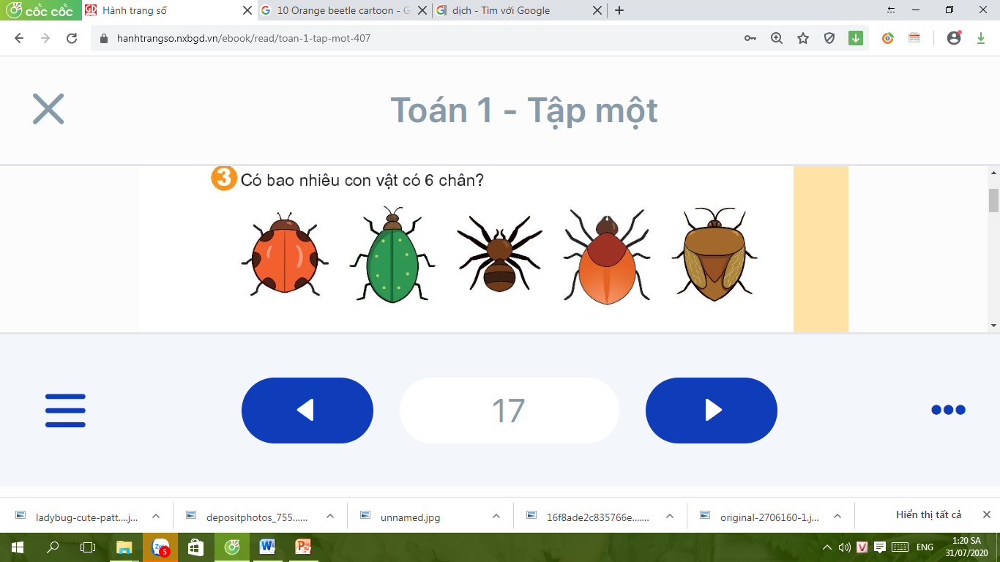 cốc cốc
Hành trang số
10 Orange beetle cartoon - G
dịch - Tìm với Google
hanhtrangso.nxbgd.vn/ebook/read/toan-1-tap-mot-407
Toán 1 - Tập một
3 Có bao nhiêu con vật có 6 chân?
17
ladybug-cute-patt....j...
depositphotos_755......
unnamed.jpg
16f8ade2c835766e.......
original-2706160-1.j...
Hiển thị tất cả
Zalo 5
ENG
1:20 SA
31/07/2020